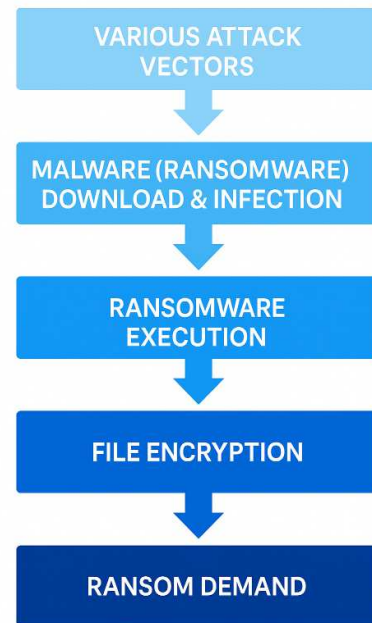 VARIOUS ATTACK
VECTORS
MALWARE (RANSOMWARE)
DOWNLOAD & INFECTION
RANSOMWARE
EXECUTION
FILE ENCRYPTION
RANSOM DEMAND